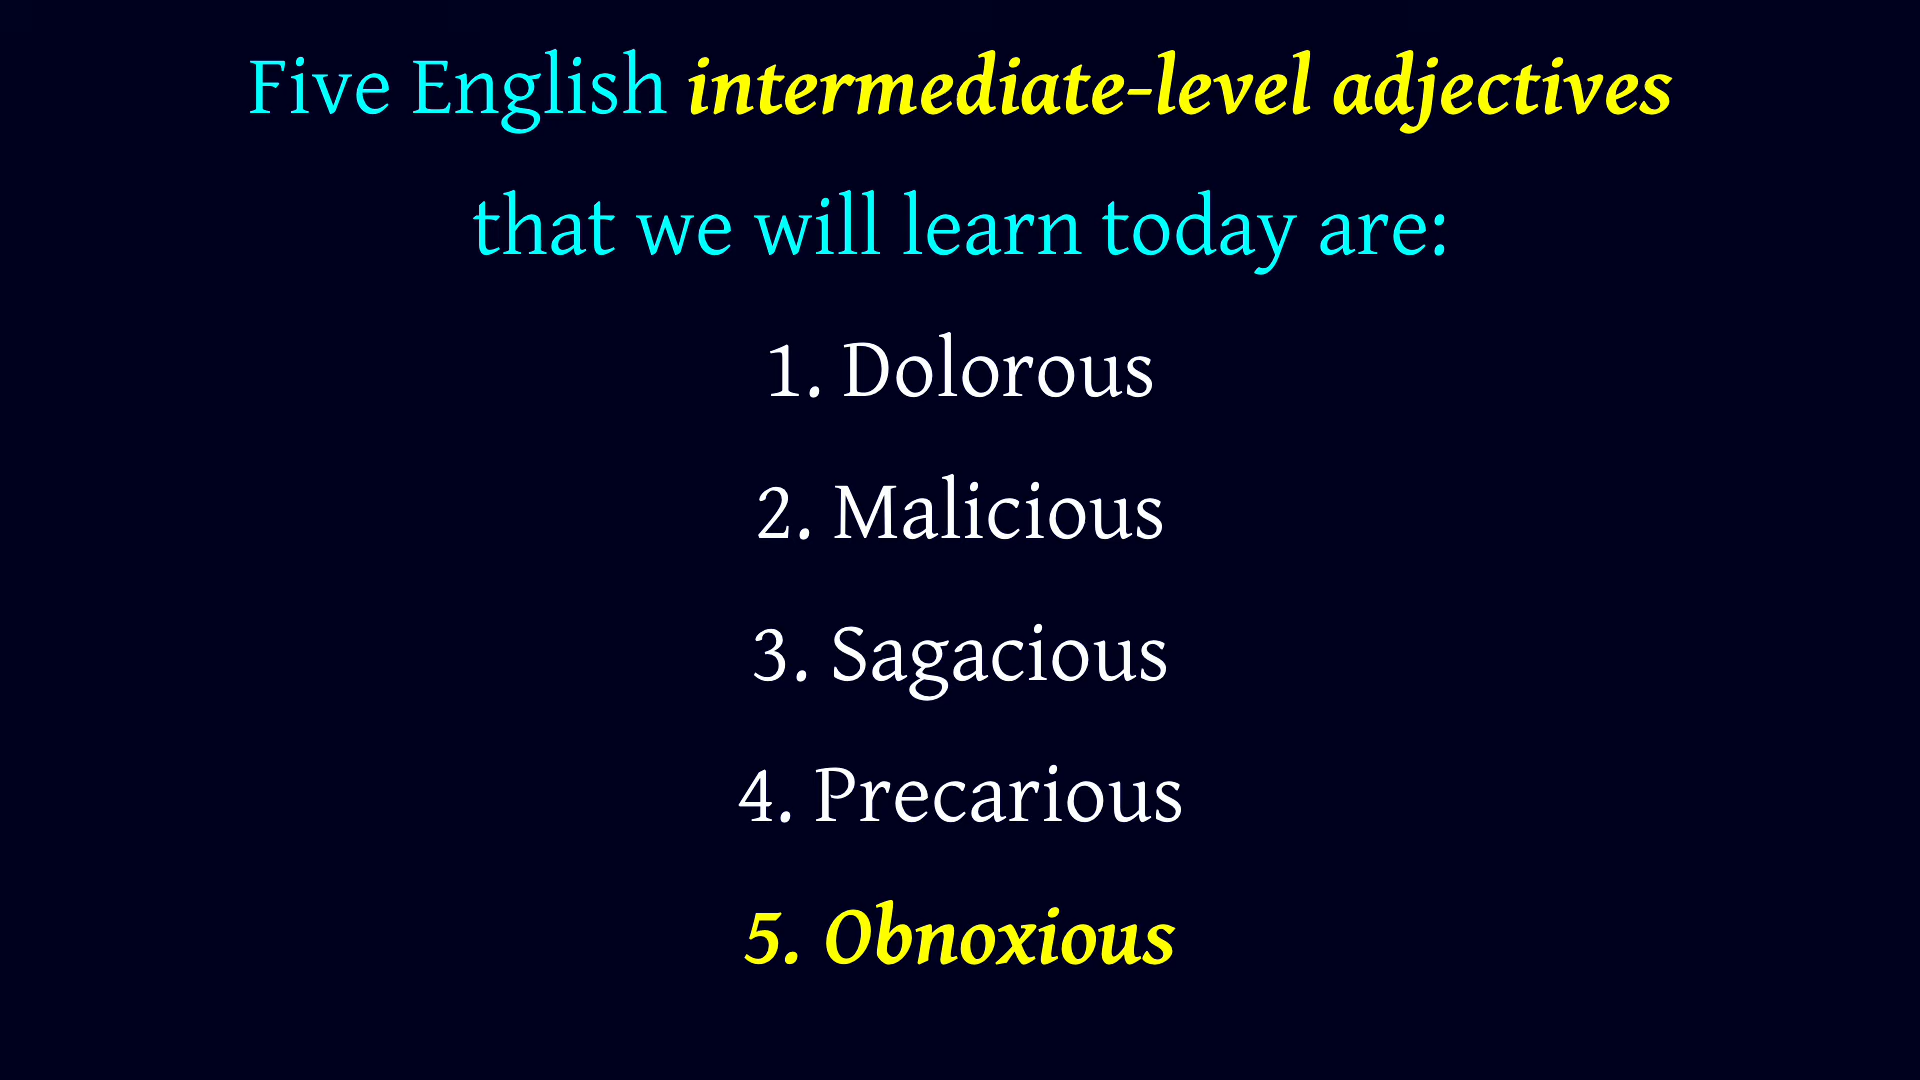 Five English intermediate-level adjectives
that we will learn today are:
1. Dolorous
2. Malicious
3. Sagacious
4. Precarious
5. Obnoxious